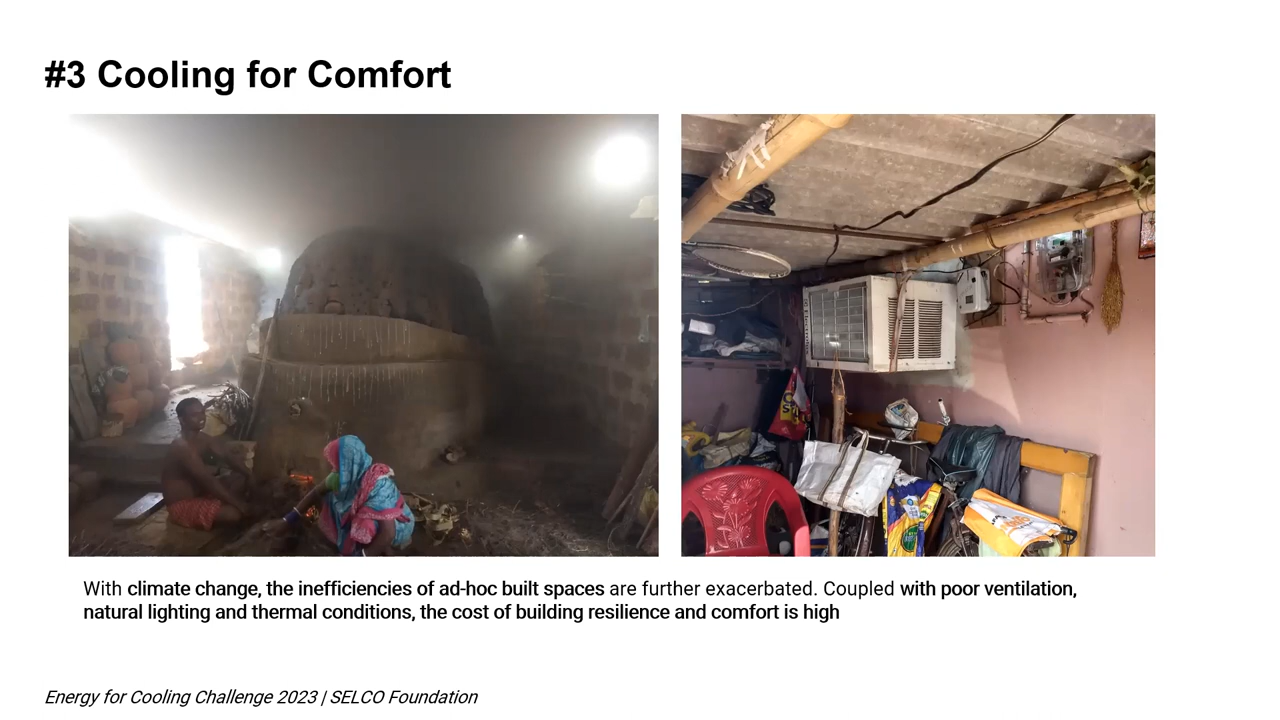 #3 Cooling for Comfort
With climate change, the inefficiencies of ad-hoc built spaces are further exacerbated. Coupled with poor ventilation,
natural lighting and thermal conditions, the cost of building resilience and comfort is high
Energy for Cooling Challenge 2023 | SELCO Foundation